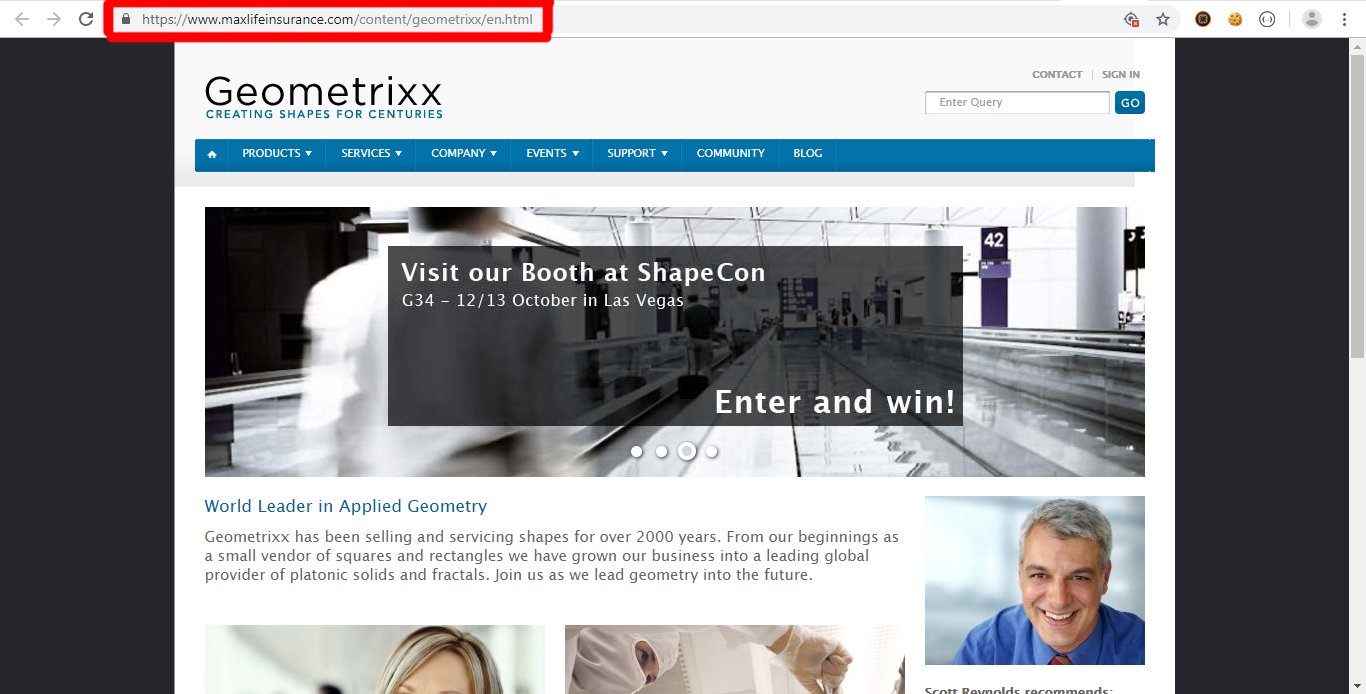 https://www.maxlifeinsurance.com/content/geometrixx/en.html
Geometrixx
CREATING SHAPES FOR CENTURIES
CONTACT | SIGN IN
Enter Query GO
PRODUCTS SERVICES COMPANY EVENTS SUPPORT COMMUNITY BLOG
42
Visit our Booth at ShapeCon
G34 – 12/13 October in Las Vegas
Enter and win!
World Leader in Applied Geometry
Geometrixx has been selling and servicing shapes for over 2000 years. From our beginnings as
a small vendor of squares and rectangles we have grown our business into a leading global
provider of platonic solids and fractals. Join us as we lead geometry into the future.
Scott Reynolds recommends: